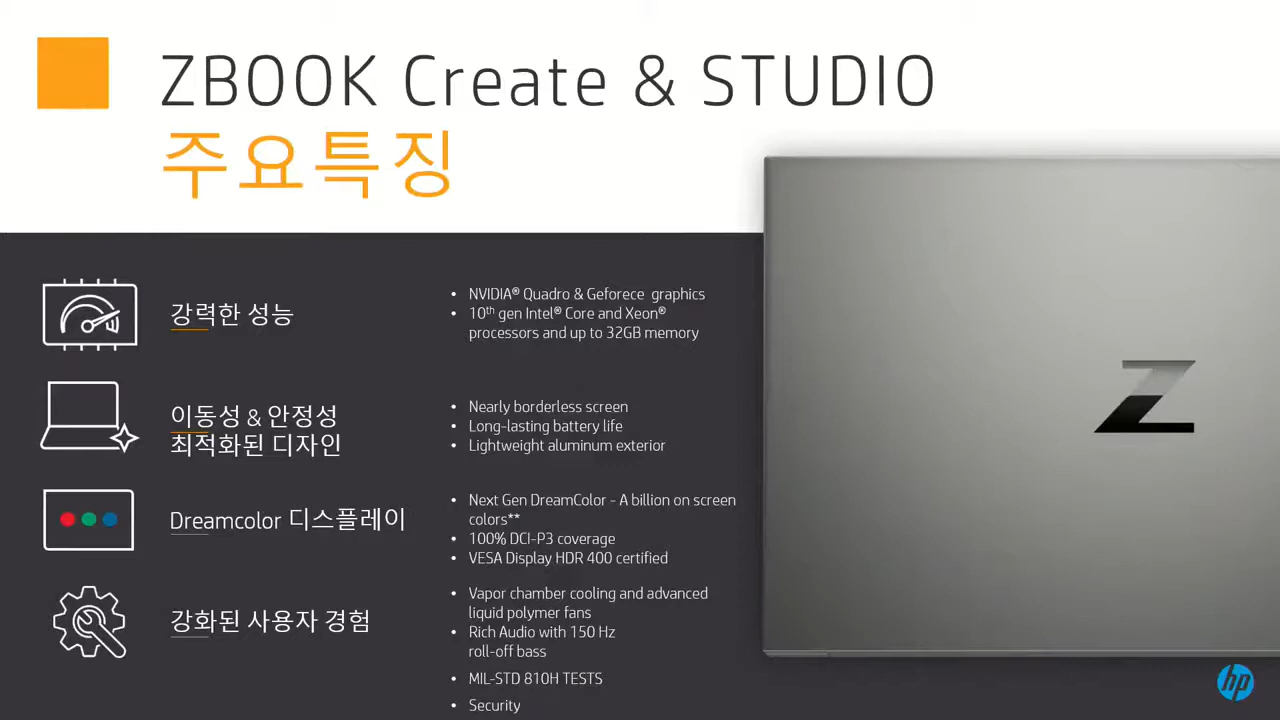 ZBOOK Create & STUDIO
주요특징
강력한 성능
• NVIDIA® Quadro & Geforece graphics
• 10th gen Intel® Core and Xeon®
processors and up to 32GB memory
이동성 & 안정성
최적화된 디자인
• Nearly borderless screen
• Long-lasting battery life
• Lightweight aluminum exterior
Dreamcolor 디스플레이
• Next Gen DreamColor - A billion on screen
colors**
• 100% DCI-P3 coverage
• VESA Display HDR 400 certified
강화된 사용자 경험
• Vapor chamber cooling and advanced
liquid polymer fans
• Rich Audio with 150 Hz
roll-off bass
• MIL-STD 810H TESTS
• Security
Z
hp